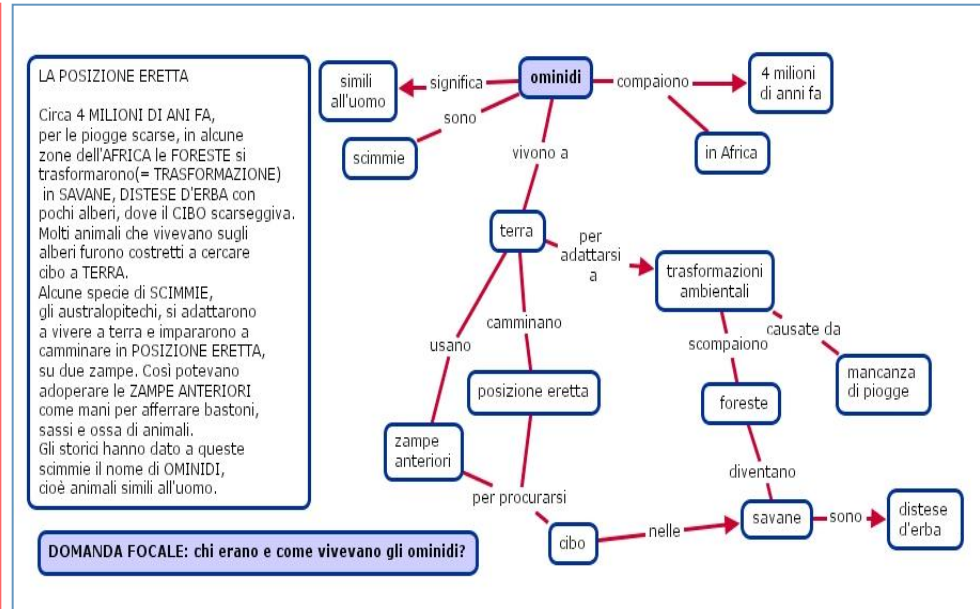 LA POSIZIONE ERETTA
Circa 4 MILIONI DI ANI FA,
per le piogge scarse, in alcune
zone dell'AFRICA le FORESTE si
trasformarono(= TRASFORMAZIONE)
in SAVANE, DISTESE D'ERBA con
pochi alberi, dove il CIBO scarseggiva.
Molti animali che vivevano sugli
alberi furono costretti a cercare
cibo a TERRA.
Alcune specie di SCIMMIE,
gli australopitechi, si adattarono
a vivere a terra e impararono a
camminare in POSIZIONE ERETTA,
su due zampe. Così potevano
adoperare le ZAMPE ANTERIORI
come mani per afferrare bastoni,
sassi e ossa di animali.
Gli storici hanno dato a queste
scimmie il nome di OMINIDI,
cioè animali simili all'uomo.
DOMANDA FOCALE: chi erano e come vivevano gli ominidi?
ominidi
significa
simili
all'uomo
sono
scimmie
compaiono
4 milioni
di anni fa
in Africa
vivono a
terra
per
adattarsi
a
trasformazioni
ambientali
causate da
mancanza
di piogge
scompaiono
foreste
diventano
savane
sono
distese
d'erba
usano
zampe
anteriori
camminano
posizione eretta
per procurarsi
cibo
nelle